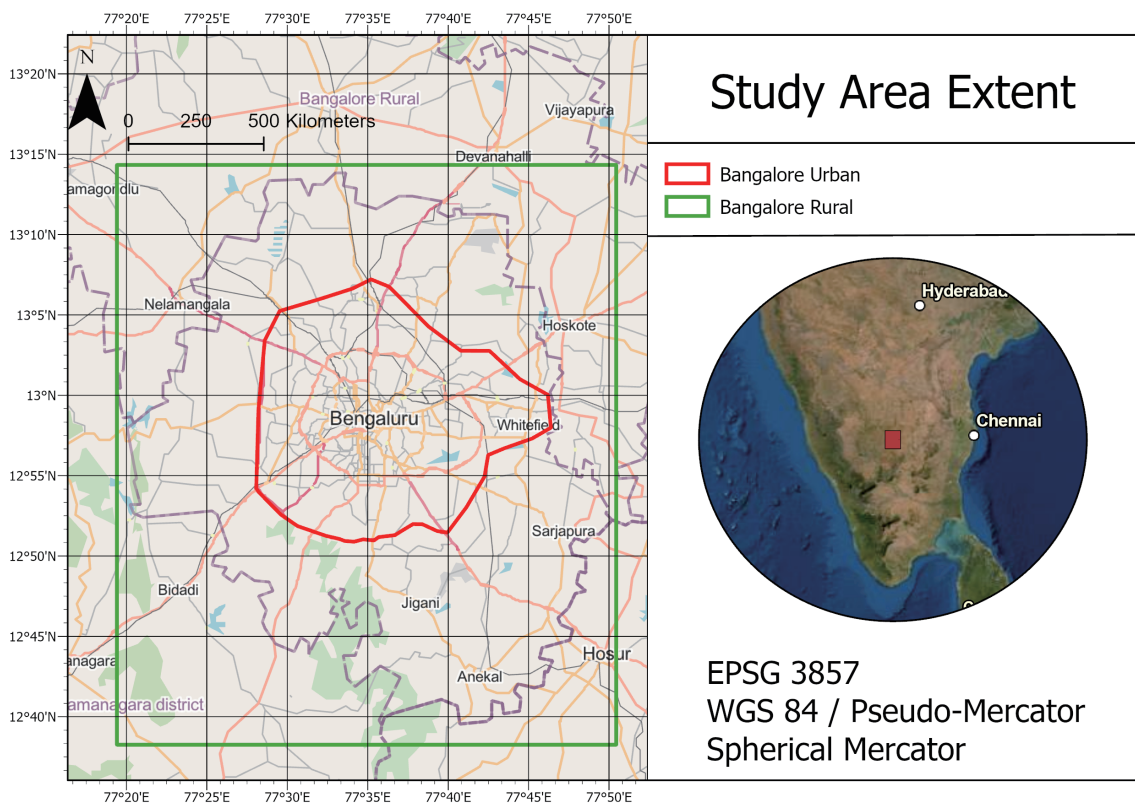 77°20'E 77°25'E 77°30'E 77°35'E 77°40'E 77°45'E 77°50'E
N
0 250 500 Kilometers
13°20'N
13°15'N
13°10'N
13°5'N
13°N
12°55'N
12°50'N
12°45'N
12°40'N
Bangalore Rural
Vijayapura
Devanahalli
amagondlu
Nelamangala
Hoskote
Bengaluru
Whitefield
Sarjapura
Bidadi
Jigani
anagara
Hosur
Anekal
amanagara district
77°20'E 77°25'E 77°30'E 77°35'E 77°40'E 77°45'E 77°50'E
Study Area Extent
Bangalore Urban
Bangalore Rural
Hyderabad
Chennai
EPSG 3857
WGS 84 / Pseudo-Mercator
Spherical Mercator